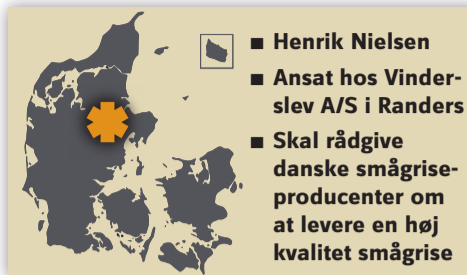 ■ Henrik Nielsen
■ Ansat hos Vinder-
slev A/S i Randers
■ Skal rådgive
danske smågrise-
producenter om
at levere en høj
kvalitet smågrise